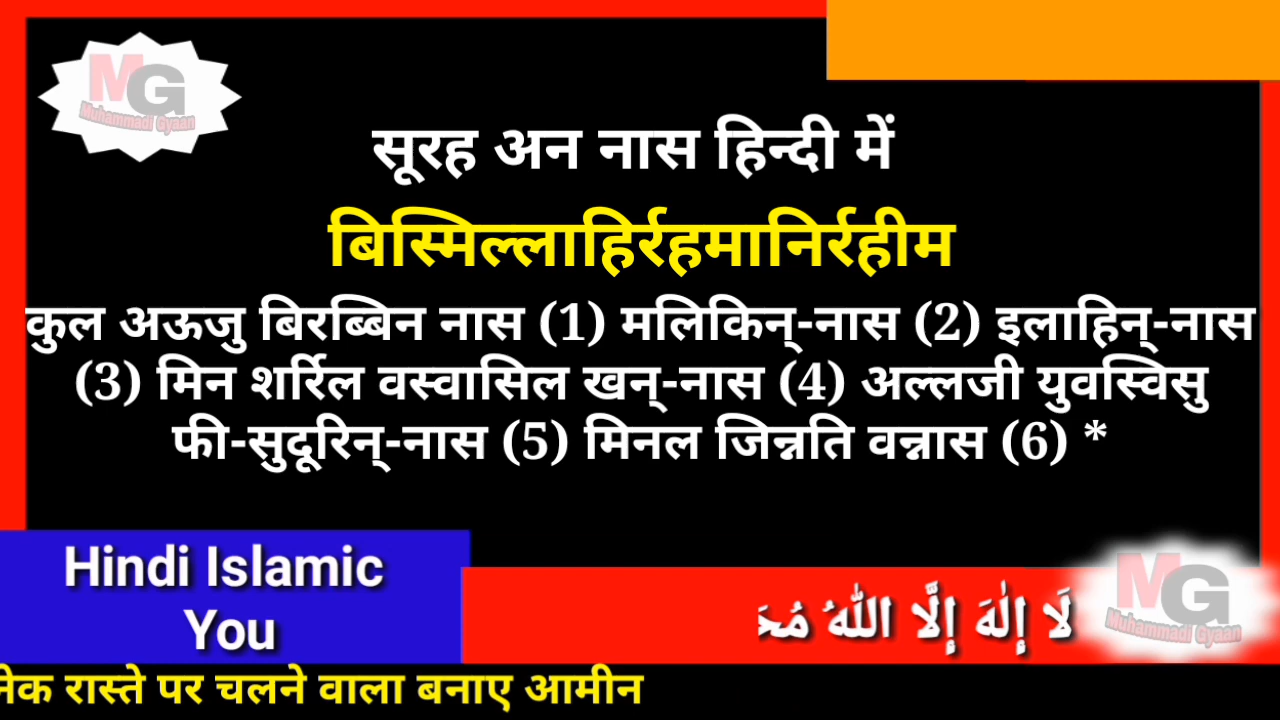 MG
Muhammadi Gyaan
सूरह अन नास हिन्दी में
बिस्मिल्लाहिर्रहमानिर्रहीम
कुल अऊजु बिरब्बिन नास (1) मलिकिन्-नास (2) इलाहिन्-नास
(3) मिन शर्रिल वस्वासिल खन्-नास (4) अल्लजी युवस्विसु
फी-सुदूरिन्-नास (5) मिनल जिन्नति वन्नास (6) *
Hindi Islamic
You
لَا إِلٰهَ إِلَّا اللهُ
MG
Muhammadi Gyaan
रास्ते पर चलने वाला बनाए आमीन